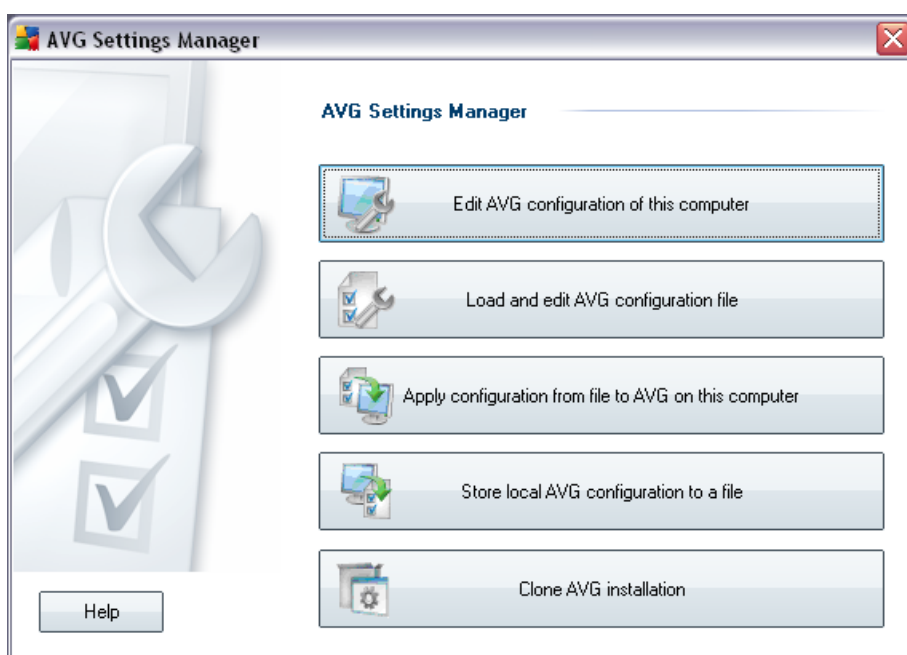 AVG Settings Manager
AVG Settings Manager
Edit AVG configuration of this computer
Load and edit AVG configuration file
Apply configuration from file to AVG on this computer
Store local AVG configuration to a file
Clone AVG installation
Help